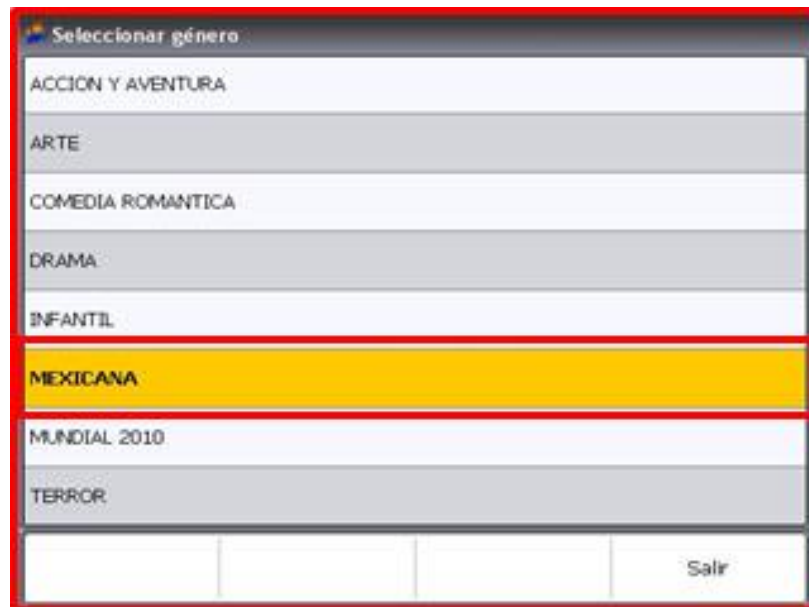 Seleccionar género
ACCION Y AVENTURA
ARTE
COMEDIA ROMANTICA
DRAMA
INFANTIL
MEXICANA
MUNDIAL 2010
TERROR
Salir